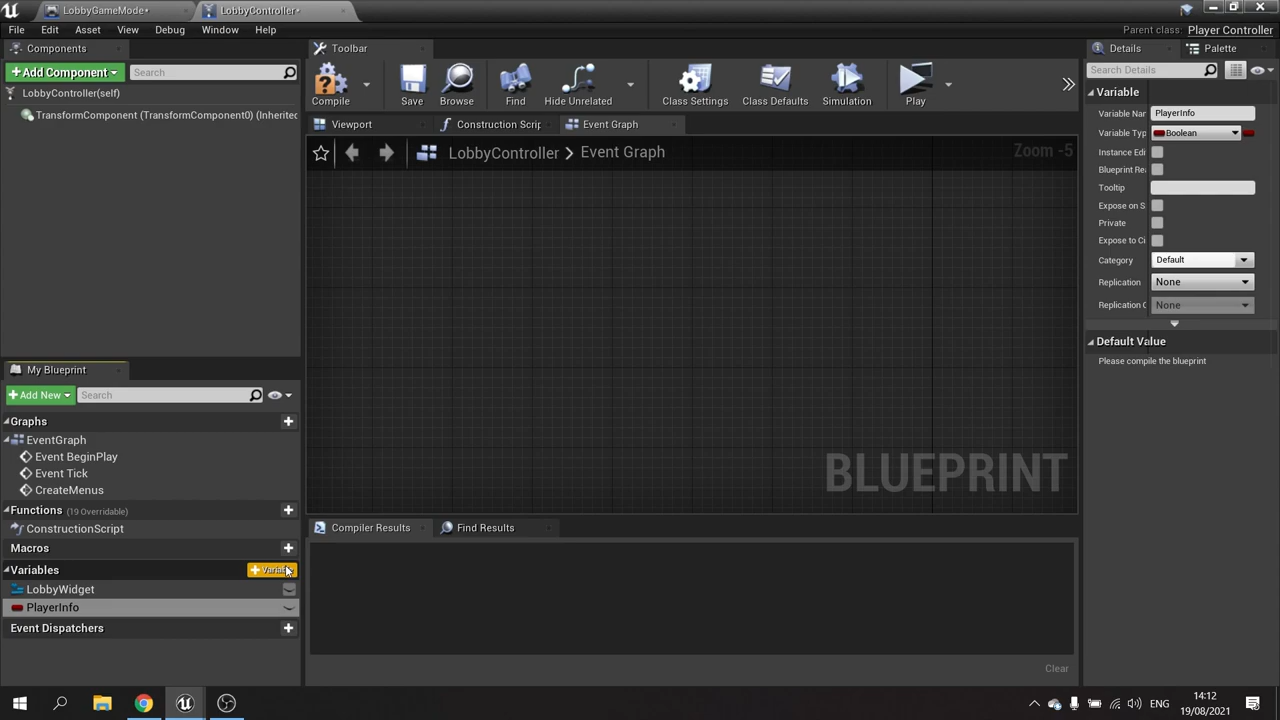 LobbyGameMode*
LobbyController*
File Edit Asset View Debug Window Help
Parent class: Player Controller
Components
Add Component
Search
LobbyController(self)
TransformComponent (TransformComponent0) (Inherited
Toolbar
Compile
Save
Browse
Find
Hide Unrelated
Class Settings
Class Defaults
Simulation
Play
Viewport
Construction Scrip
Event Graph
LobbyController > Event Graph
Zoom -5
BLUEPRINT
My Blueprint
Add New
Search
Graphs
EventGraph
Event BeginPlay
Event Tick
CreateMenus
Functions (19 Overridable)
ConstructionScript
Macros
Variables
+ Variable
LobbyWidget
PlayerInfo
Event Dispatchers
Compiler Results
Find Results
Clear
Details
Palette
Search Details
Variable
Variable Na PlayerInfo
Variable Typ Boolean
Instance Edi
Blueprint Re
Tooltip
Expose on S
Private
Expose to Ci
Category Default
Replication None
Replication C None
Default Value
Please compile the blueprint
ENG
14:12
19/08/2021